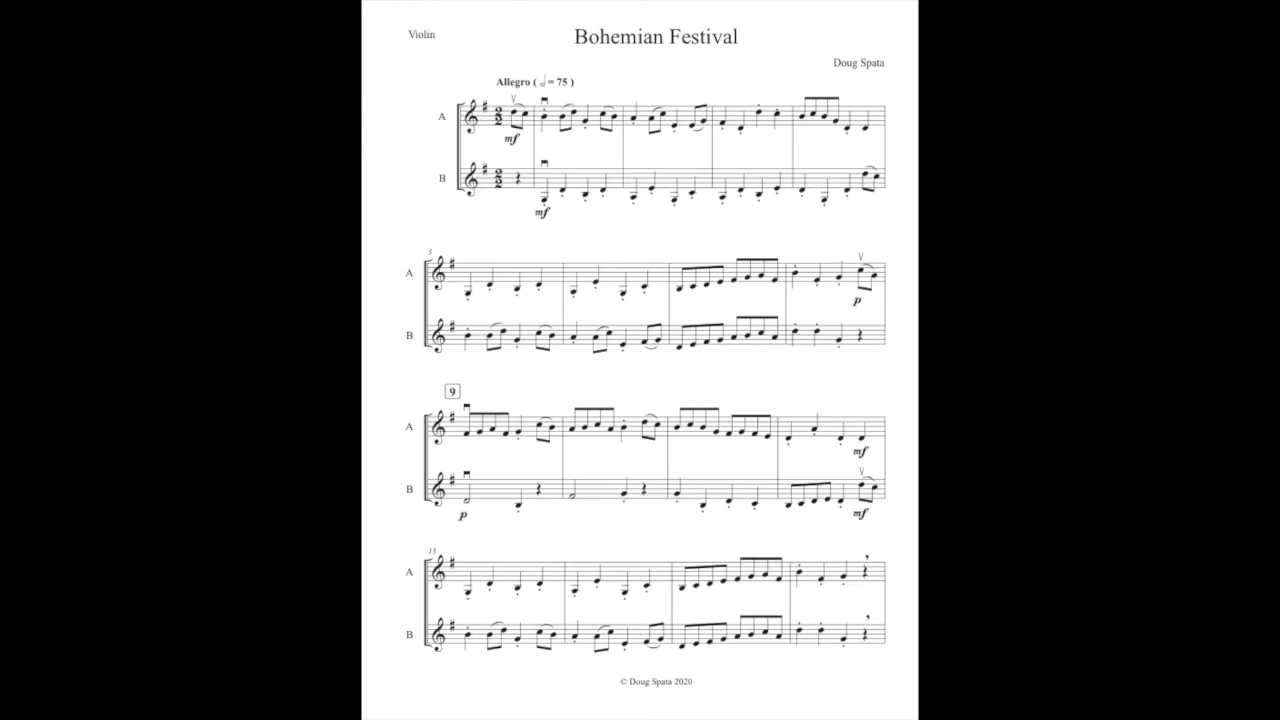 Violin
Bohemian Festival
Doug Spata
Allegro ( 𝅗𝅥 = 75 )
A
mf
B
mf
5
A
p
B
9
A
mf
B
p
mf
13
A
B
© Doug Spata 2020